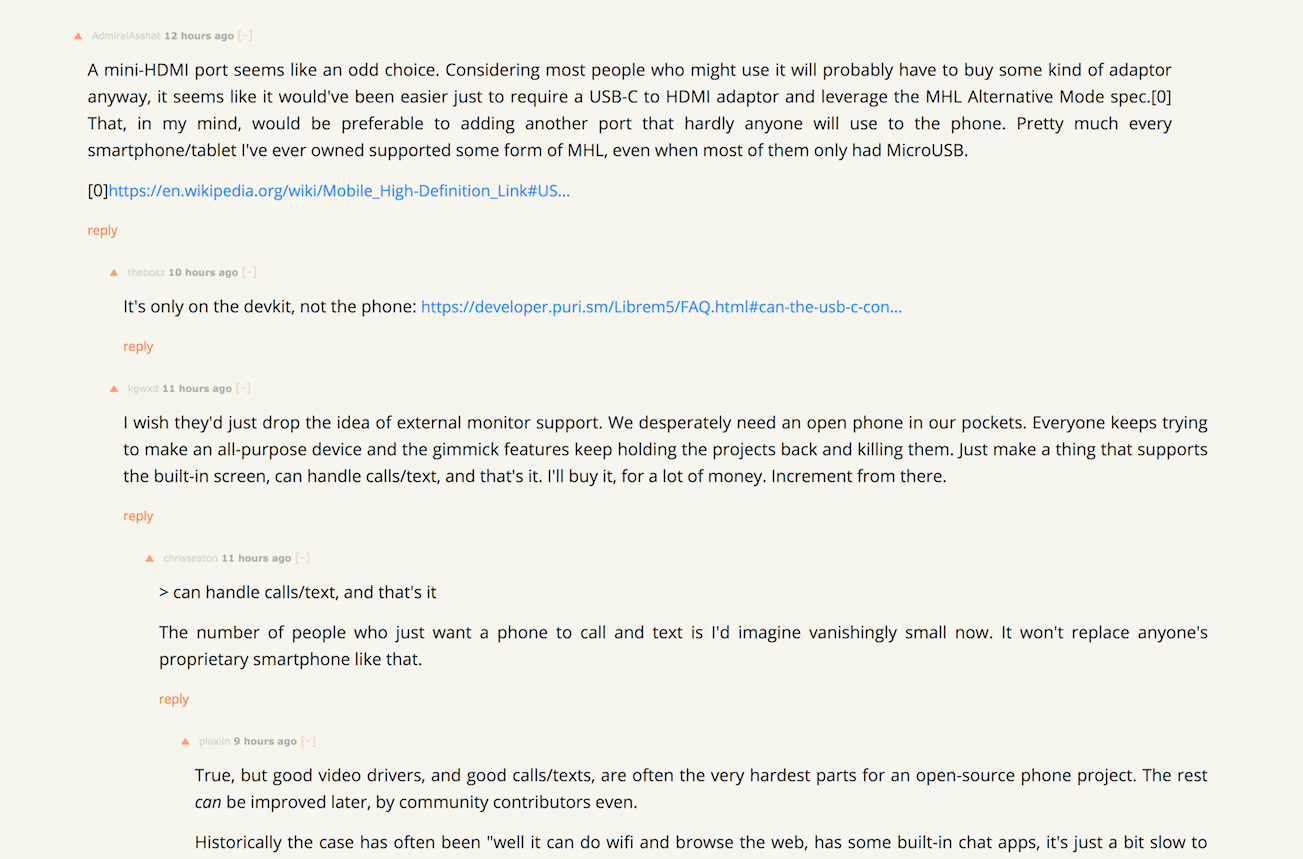 ▲ AdmiralAsshat 12 hours ago [-]
A mini-HDMI port seems like an odd choice. Considering most people who might use it will probably have to buy some kind of adaptor
anyway, it seems like it would've been easier just to require a USB-C to HDMI adaptor and leverage the MHL Alternative Mode spec.[0]
That, in my mind, would be preferable to adding another port that hardly anyone will use to the phone. Pretty much every
smartphone/tablet I've ever owned supported some form of MHL, even when most of them only had MicroUSB.
[0]https://en.wikipedia.org/wiki/Mobile_High-Definition_Link#US...
reply
▲ thebosz 10 hours ago [-]
It's only on the devkit, not the phone: https://developer.puri.sm/Librem5/FAQ.html#can-the-usb-c-con...
reply
▲ kgwxd 11 hours ago [-]
I wish they'd just drop the idea of external monitor support. We desperately need an open phone in our pockets. Everyone keeps trying
to make an all-purpose device and the gimmick features keep holding the projects back and killing them. Just make a thing that supports
the built-in screen, can handle calls/text, and that's it. I'll buy it, for a lot of money. Increment from there.
reply
▲ chrisseaton 11 hours ago [-]
> can handle calls/text, and that's it
The number of people who just want a phone to call and text is I'd imagine vanishingly small now. It won't replace anyone's
proprietary smartphone like that.
reply
▲ ploxiln 9 hours ago [-]
True, but good video drivers, and good calls/texts, are often the very hardest parts for an open-source phone project. The rest
can be improved later, by community contributors even.
Historically the case has often been "well it can do wifi and browse the web, has some built-in chat apps, it's just a bit slow to